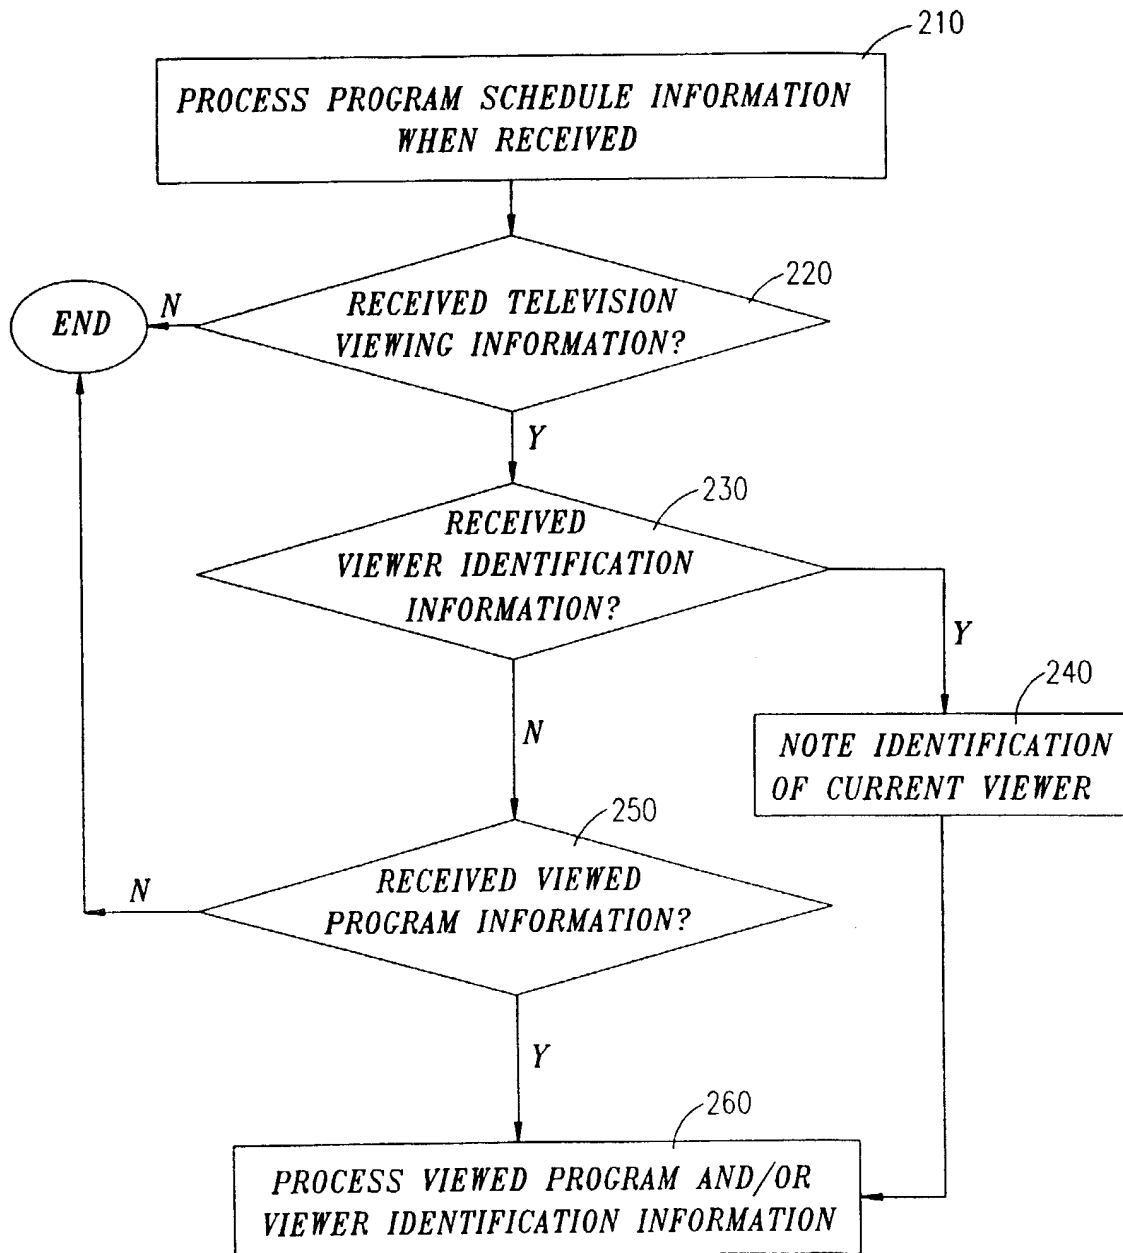 210
PROCESS PROGRAM SCHEDULE INFORMATION
WHEN RECEIVED
220
RECEIVED TELEVISION
VIEWING INFORMATION?
N
END
Y
230
RECEIVED
VIEWER IDENTIFICATION
INFORMATION?
Y
240
NOTE IDENTIFICATION
OF CURRENT VIEWER
N
250
RECEIVED VIEWED
PROGRAM INFORMATION?
N
Y
260
PROCESS VIEWED PROGRAM AND/OR
VIEWER IDENTIFICATION INFORMATION